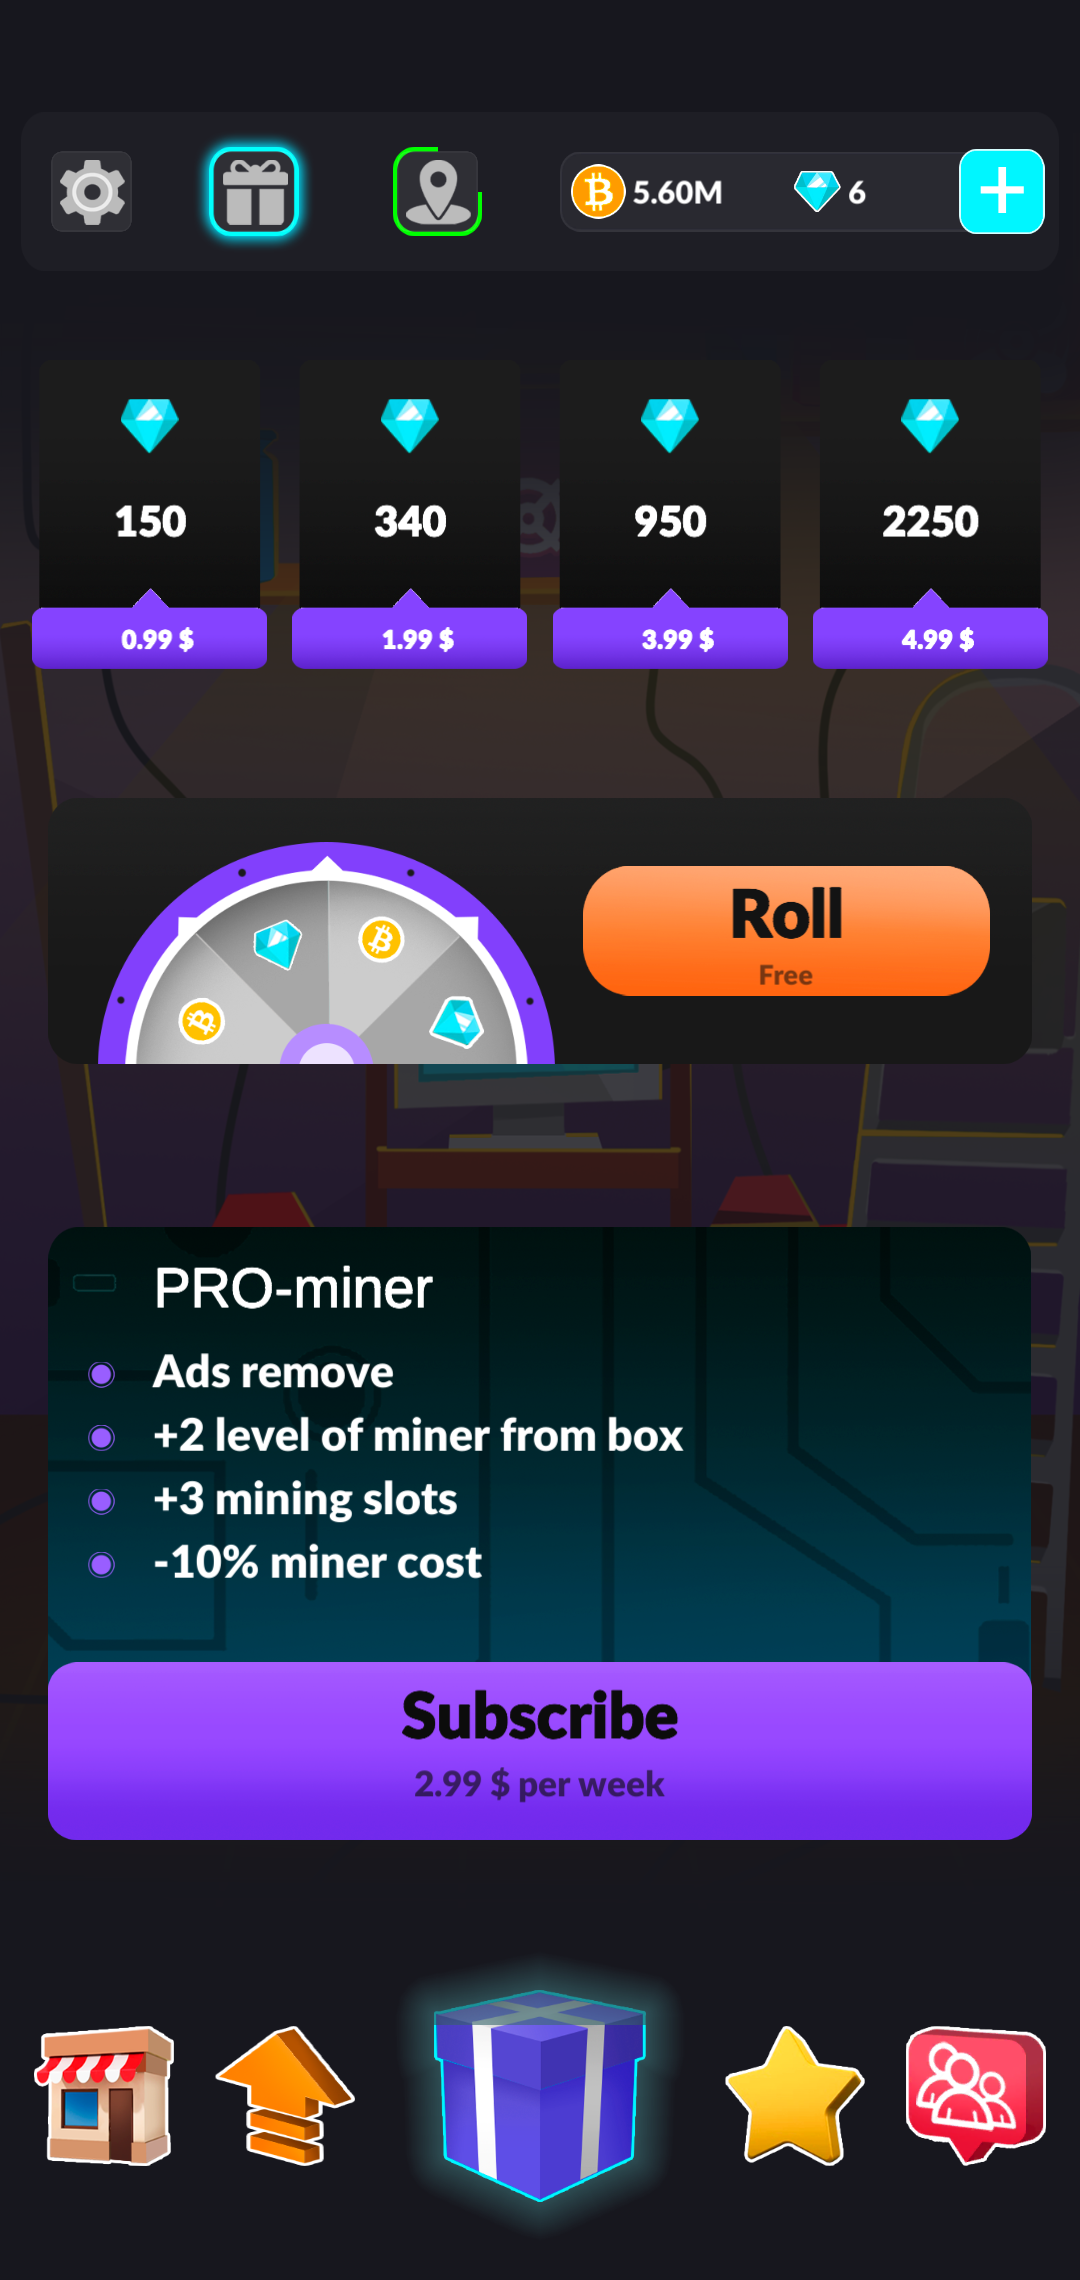 5.60M 6
150 340 950 2250
0.99 $ 1.99 $ 3.99 $ 4.99 $
Roll
Free
PRO-miner
Ads remove
+2 level of miner from box
+3 mining slots
-10% miner cost
Subscribe
2.99 $ per week